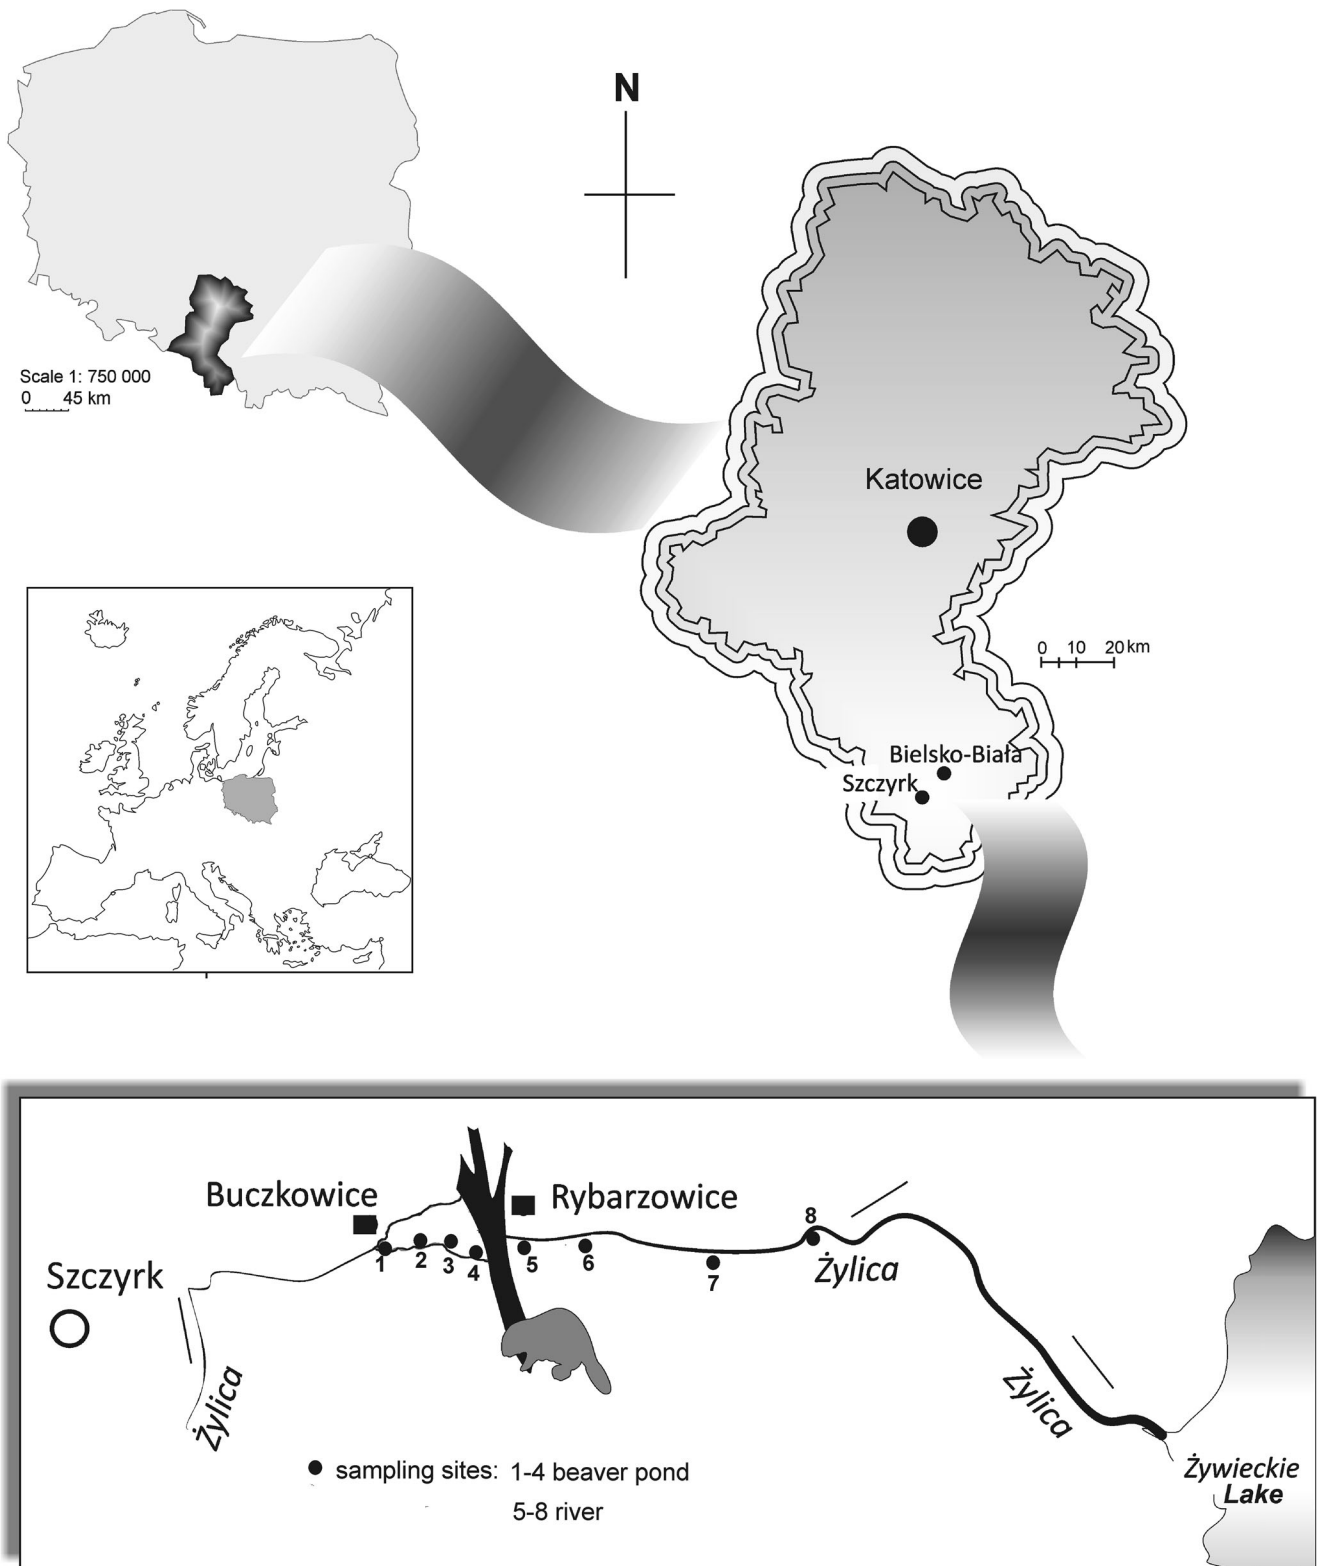 N
Scale 1: 750 000
0 45 km
Katowice
0 10 20 km
Bielsko-Biała
Szczyrk
Buczkowice
Rybarzowice
Szczyrk
1
2
3
4
5
6
7
8
Żylica
Żylica
Żylica
Żywieckie
Lake
sampling sites: 1-4 beaver pond
5-8 river